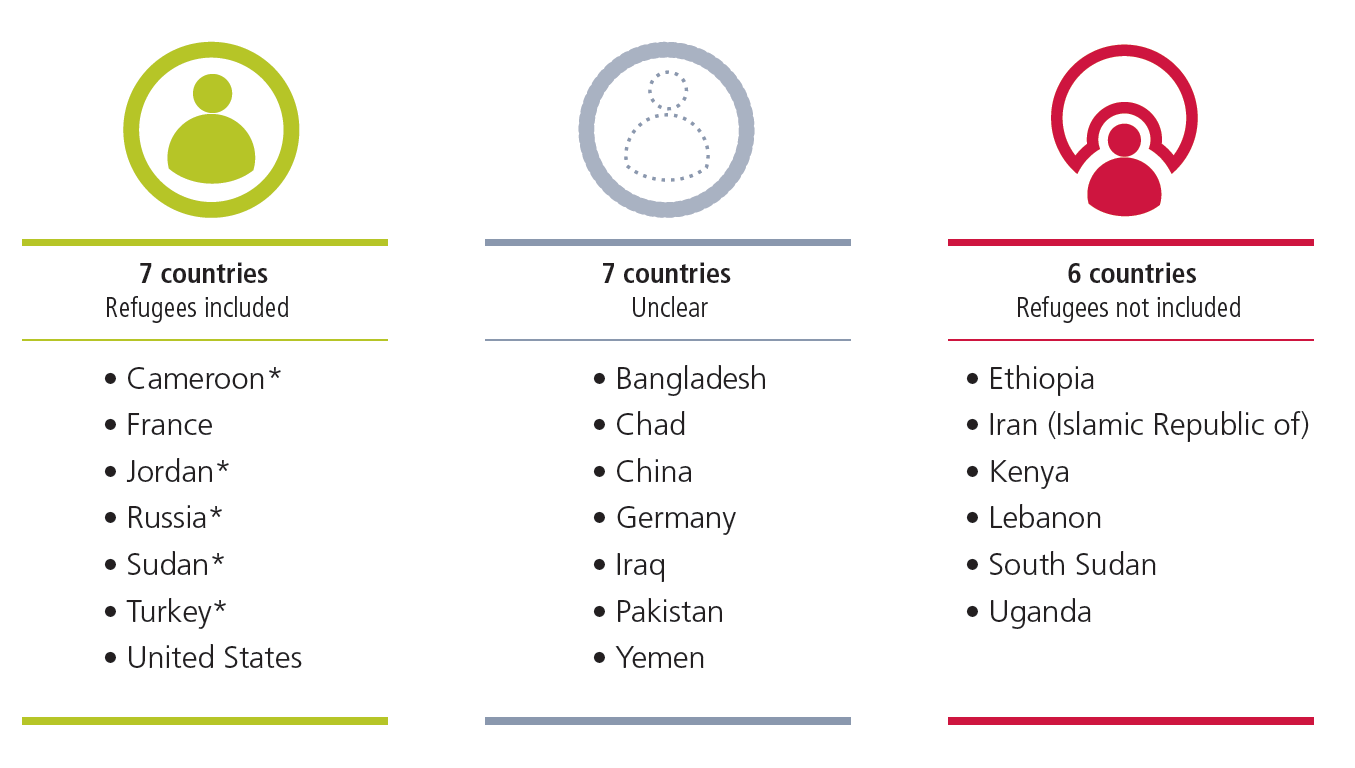 7 countries
Refugees included
• Cameroon*
• France
• Jordan*
• Russia*
• Sudan*
• Turkey*
• United States
7 countries
Unclear
• Bangladesh
• Chad
• China
• Germany
• Iraq
• Pakistan
• Yemen
6 countries
Refugees not included
• Ethiopia
• Iran (Islamic Republic of)
• Kenya
• Lebanon
• South Sudan
• Uganda